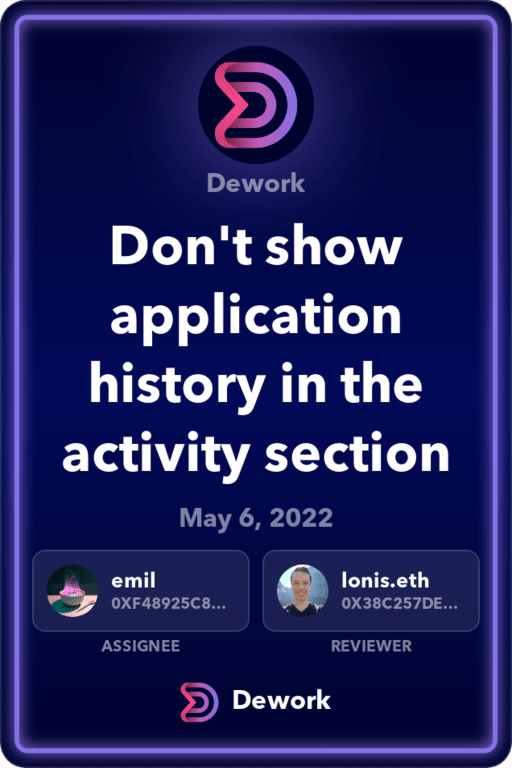 Dework
Don't show
application
history in the
activity section
May 6, 2022
emil
0XF48925C8...
lonis.eth
0X38C257DE...
ASSIGNEE
REVIEWER
Dework